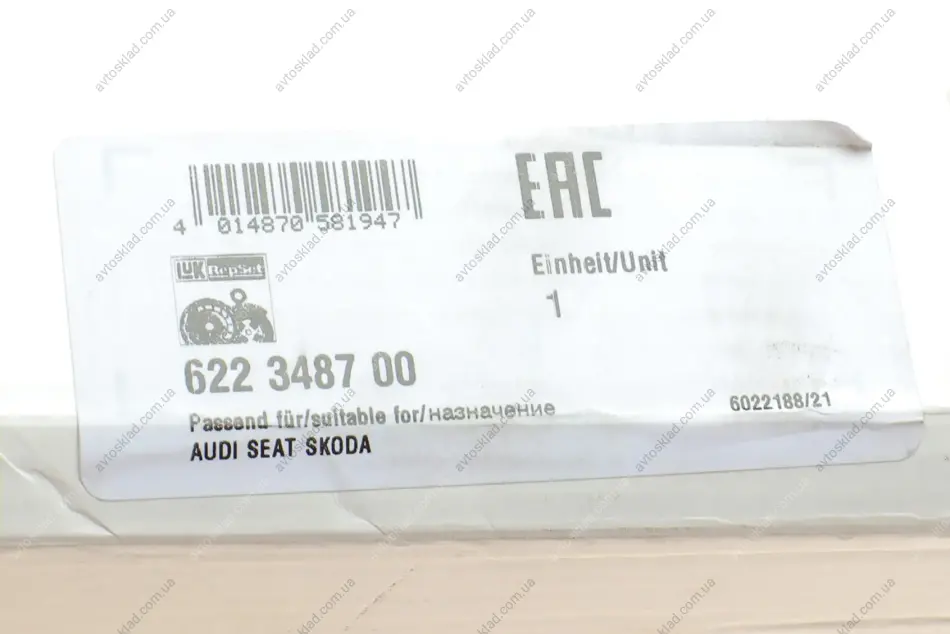 4 014870 581947
EAC
LUK RepSet
Einheit/Unit
1
622 3487 00
Passend für/suitable for/назначение
6022188/21
AUDI SEAT SKODA
avtosklad.com.ua